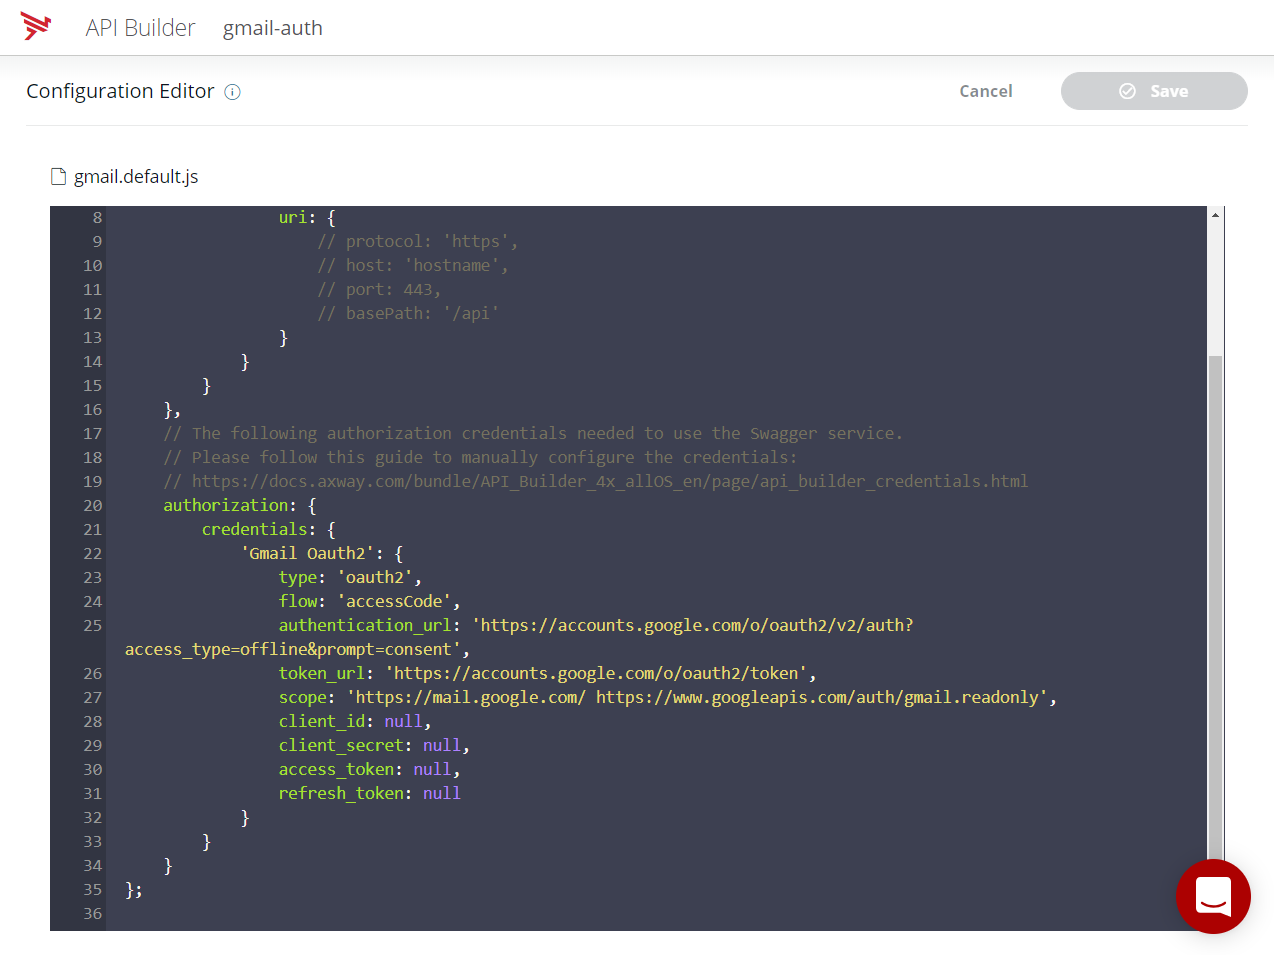 API Builder gmail-auth
Configuration Editor
Cancel
Save
gmail.default.js
8 uri: {
9 // protocol: 'https',
10 // host: 'hostname',
11 // port: 443,
12 // basePath: '/api'
13 }
14 }
15 }
16 },
17 // The following authorization credentials needed to use the Swagger service.
18 // Please follow this guide to manually configure the credentials:
19 // https://docs.axway.com/bundle/API_Builder_4x_allOS_en/page/api_builder_credentials.html
20 authorization: {
21 credentials: {
22 'Gmail Oauth2': {
23 type: 'oauth2',
24 flow: 'accessCode',
25 authentication_url: 'https://accounts.google.com/o/oauth2/v2/auth?
access_type=offline&prompt=consent',
26 token_url: 'https://accounts.google.com/o/oauth2/token',
27 scope: 'https://mail.google.com/ https://www.googleapis.com/auth/gmail.readonly',
28 client_id: null,
29 client_secret: null,
30 access_token: null,
31 refresh_token: null
32 }
33 }
34 }
35 };
36